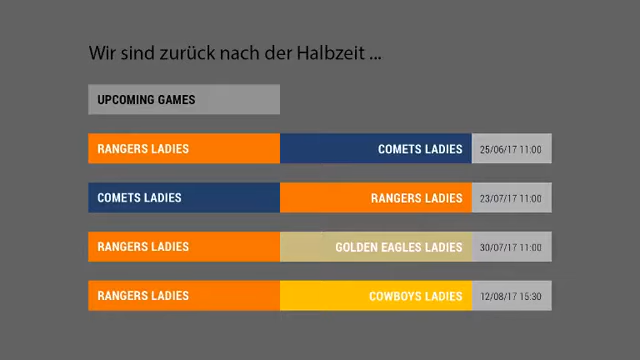 Wir sind zurück nach der Halbzeit ...
UPCOMING GAMES
RANGERS LADIES COMETS LADIES 25/06/17 11:00
COMETS LADIES RANGERS LADIES 23/07/17 11:00
RANGERS LADIES GOLDEN EAGLES LADIES 30/07/17 11:00
RANGERS LADIES COWBOYS LADIES 12/08/17 15:30